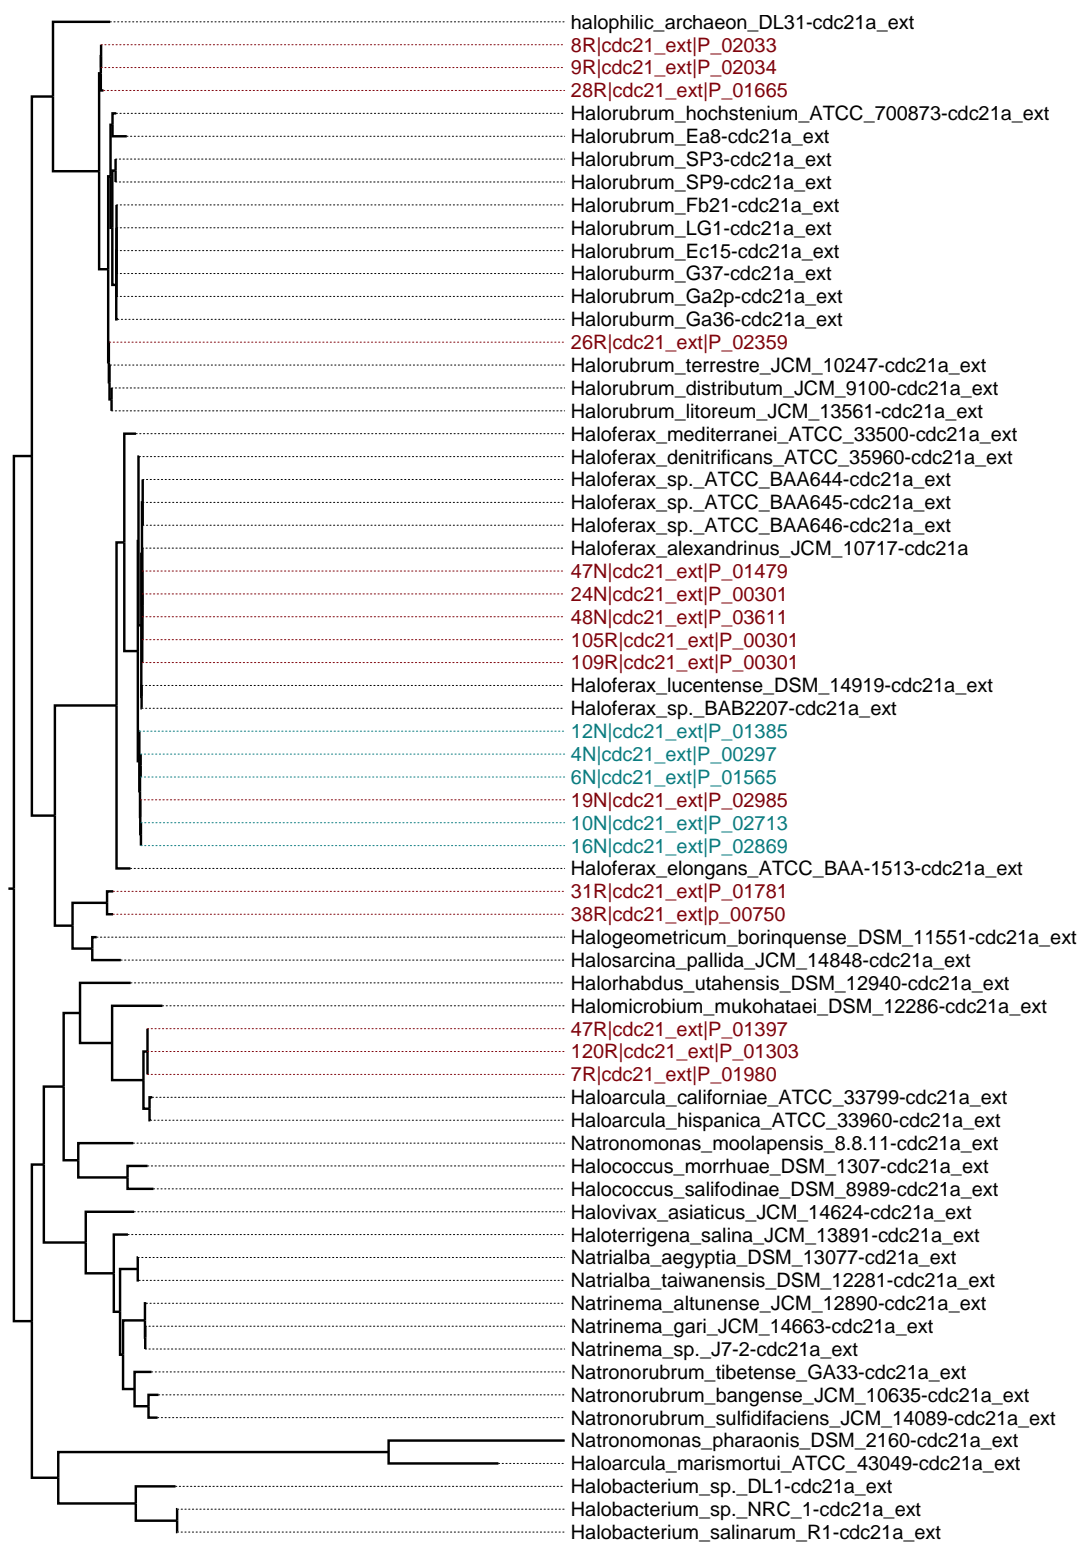 halophilic_archaeon_DL31-cdc21a_ext
8R|cdc21_ext|P_02033
9R|cdc21_ext|P_02034
28R|cdc21_ext|P_01665
Halorubrum_hochstenium_ATCC_700873-cdc21a_ext
Halorubrum_Ea8-cdc21a_ext
Halorubrum_SP3-cdc21a_ext
Halorubrum_SP9-cdc21a_ext
Halorubrum_Fb21-cdc21a_ext
Halorubrum_LG1-cdc21a_ext
Halorubrum_Ec15-cdc21a_ext
Haloruburm_G37-cdc21a_ext
Halorubrum_Ga2p-cdc21a_ext
Haloruburm_Ga36-cdc21a_ext
26R|cdc21_ext|P_02359
Halorubrum_terrestre_JCM_10247-cdc21a_ext
Halorubrum_distributum_JCM_9100-cdc21a_ext
Halorubrum_litoreum_JCM_13561-cdc21a_ext
Haloferax_mediterranei_ATCC_33500-cdc21a_ext
Haloferax_denitrificans_ATCC_35960-cdc21a_ext
Haloferax_sp._ATCC_BAA644-cdc21a_ext
Haloferax_sp._ATCC_BAA645-cdc21a_ext
Haloferax_sp._ATCC_BAA646-cdc21a_ext
Haloferax_alexandrinus_JCM_10717-cdc21a
47N|cdc21_ext|P_01479
24N|cdc21_ext|P_00301
48N|cdc21_ext|P_03611
105R|cdc21_ext|P_00301
109R|cdc21_ext|P_00301
Haloferax_lucentense_DSM_14919-cdc21a_ext
Haloferax_sp._BAB2207-cdc21a_ext
12N|cdc21_ext|P_01385
4N|cdc21_ext|P_00297
6N|cdc21_ext|P_01565
19N|cdc21_ext|P_02985
10N|cdc21_ext|P_02713
16N|cdc21_ext|P_02869
Haloferax_elongans_ATCC_BAA-1513-cdc21a_ext
31R|cdc21_ext|P_01781
38R|cdc21_ext|p_00750
Halogeometricum_borinquense_DSM_11551-cdc21a_ext
Halosarcina_pallida_JCM_14848-cdc21a_ext
Halorhabdus_utahensis_DSM_12940-cdc21a_ext
Halomicrobium_mukohataei_DSM_12286-cdc21a_ext
47R|cdc21_ext|P_01397
120R|cdc21_ext|P_01303
7R|cdc21_ext|P_01980
Haloarcula_californiae_ATCC_33799-cdc21a_ext
Haloarcula_hispanica_ATCC_33960-cdc21a_ext
Natronomonas_moolapensis_8.8.11-cdc21a_ext
Halococcus_morrhuae_DSM_1307-cdc21a_ext
Halococcus_salifodinae_DSM_8989-cdc21a_ext
Halovivax_asiaticus_JCM_14624-cdc21a_ext
Haloterrigena_salina_JCM_13891-cdc21a_ext
Natrialba_aegyptia_DSM_13077-cd21a_ext
Natrialba_taiwanensis_DSM_12281-cdc21a_ext
Natrinema_altunense_JCM_12890-cdc21a_ext
Natrinema_gari_JCM_14663-cdc21a_ext
Natrinema_sp._J7-2-cdc21a_ext
Natronorubrum_tibetense_GA33-cdc21a_ext
Natronorubrum_bangense_JCM_10635-cdc21a_ext
Natronorubrum_sulfidifaciens_JCM_14089-cdc21a_ext
Natronomonas_pharaonis_DSM_2160-cdc21a_ext
Haloarcula_marismortui_ATCC_43049-cdc21a_ext
Halobacterium_sp._DL1-cdc21a_ext
Halobacterium_sp._NRC_1-cdc21a_ext
Halobacterium_salinarum_R1-cdc21a_ext